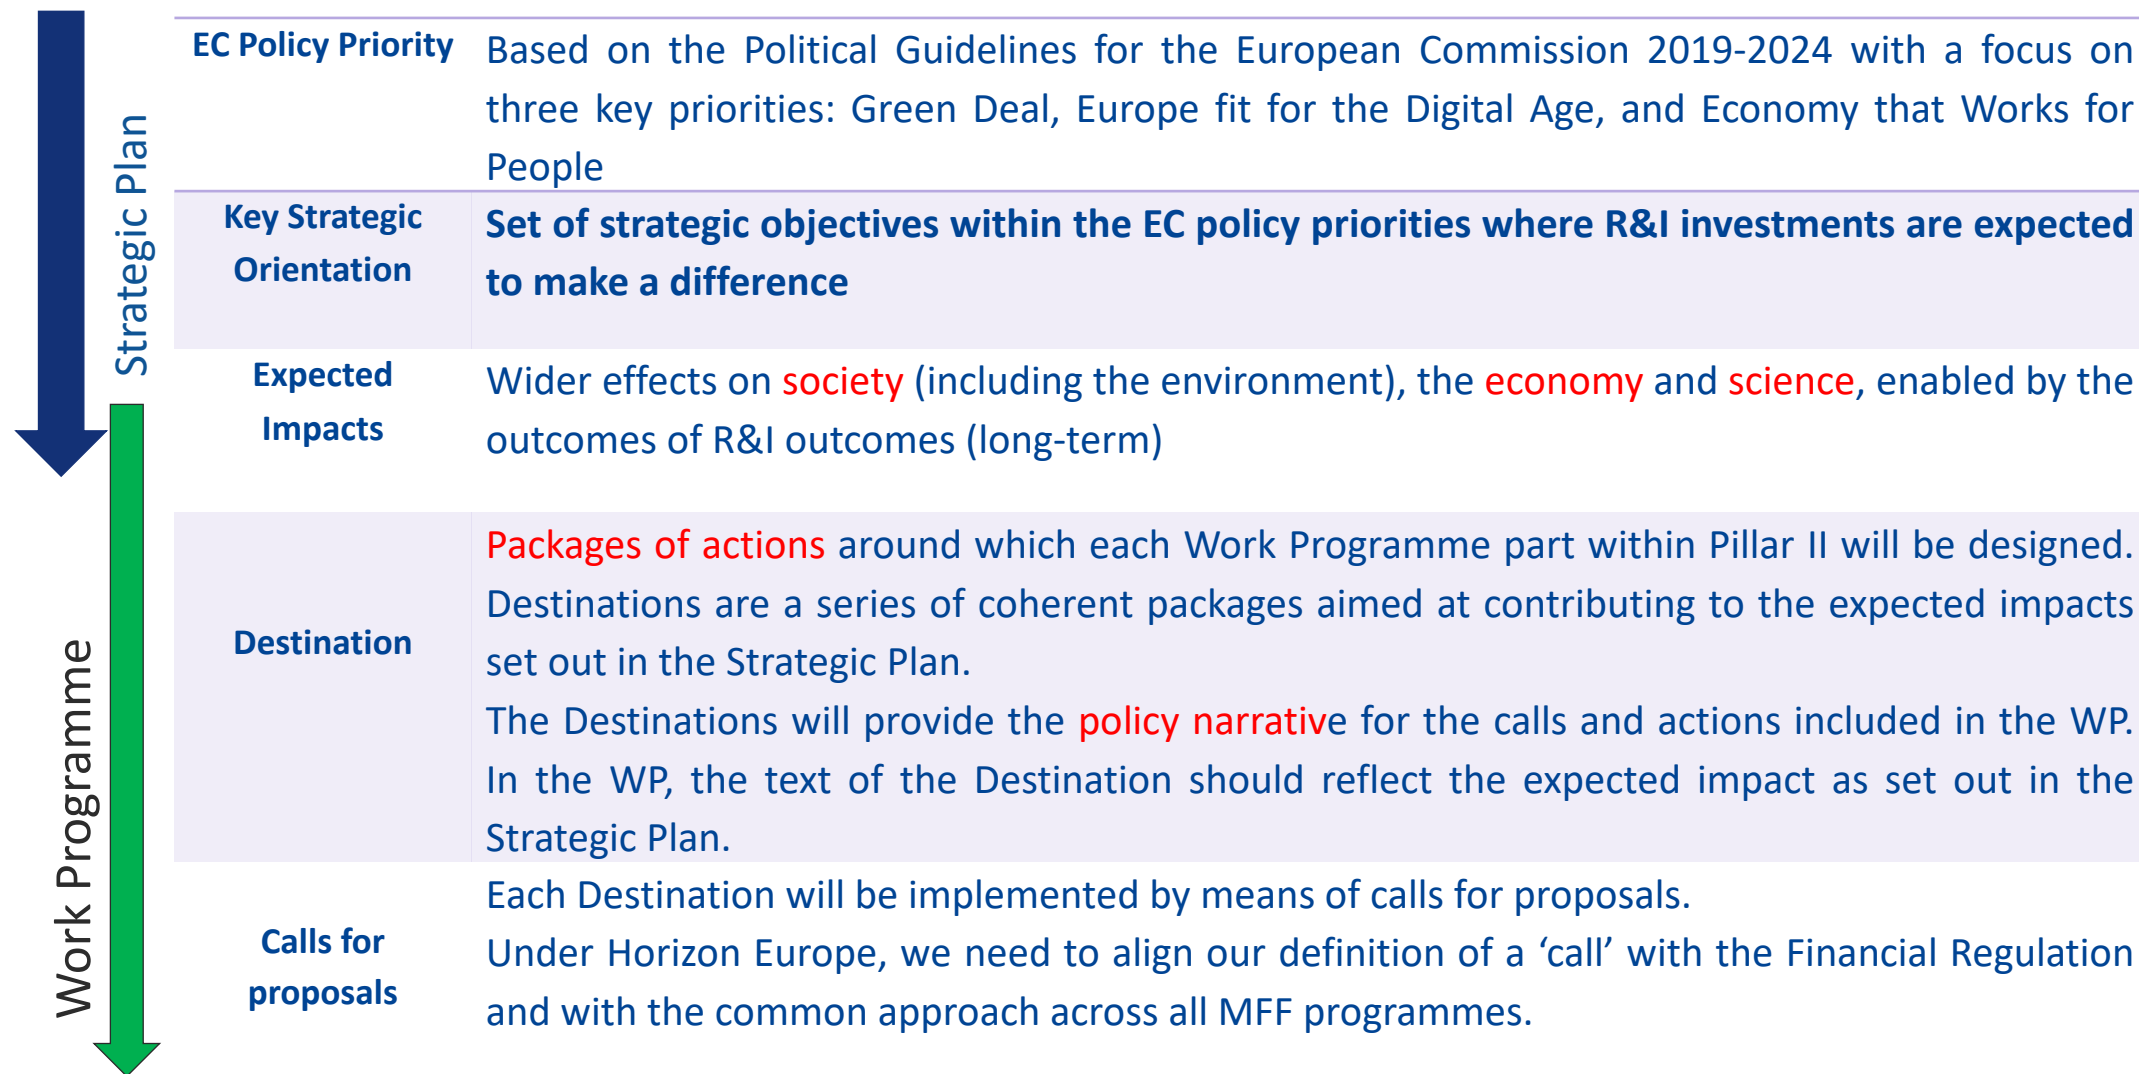 Strategic Plan
Work Programme
EC Policy Priority
Based on the Political Guidelines for the European Commission 2019-2024 with a focus on
three key priorities: Green Deal, Europe fit for the Digital Age, and Economy that Works for
People
Key Strategic
Orientation
Set of strategic objectives within the EC policy priorities where R&I investments are expected
to make a difference
Expected
Impacts
Wider effects on society (including the environment), the economy and science, enabled by the
outcomes of R&I outcomes (long-term)
Destination
Packages of actions around which each Work Programme part within Pillar II will be designed.
Destinations are a series of coherent packages aimed at contributing to the expected impacts
set out in the Strategic Plan.
The Destinations will provide the policy narrative for the calls and actions included in the WP.
In the WP, the text of the Destination should reflect the expected impact as set out in the
Strategic Plan.
Calls for
proposals
Each Destination will be implemented by means of calls for proposals.
Under Horizon Europe, we need to align our definition of a ‘call’ with the Financial Regulation
and with the common approach across all MFF programmes.